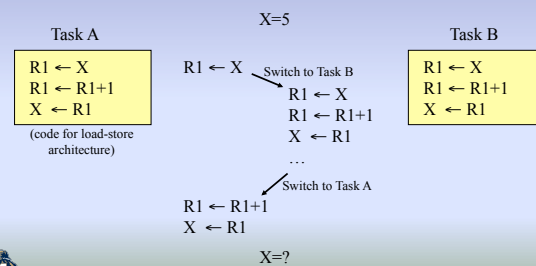 X=5
Task A
R1 ← X
R1 ← R1+1
X ← R1
(code for load-store
architecture)
R1 ← X
Switch to Task B
R1 ← X
R1 ← R1+1
X ← R1
…
Switch to Task A
R1 ← R1+1
X ← R1
Task B
R1 ← X
R1 ← R1+1
X ← R1
X=?